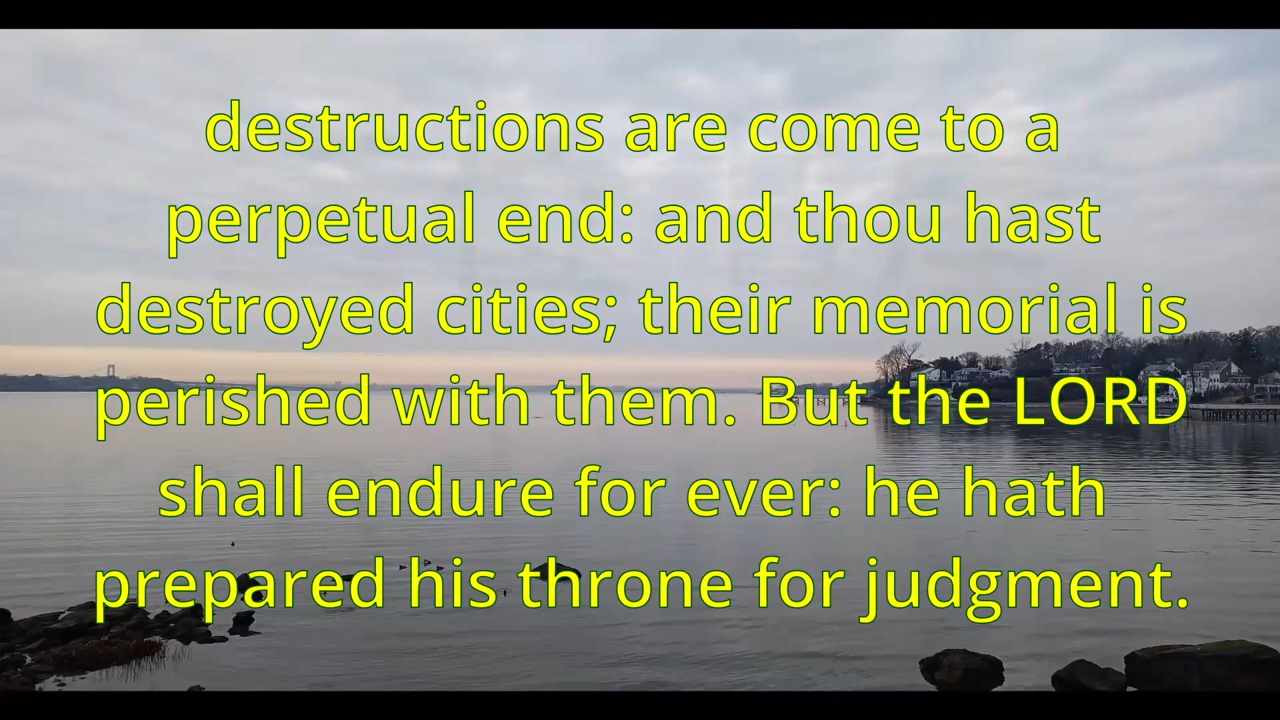 destructions are come to a
perpetual end: and thou hast
destroyed cities; their memorial is
perished with them. But the LORD
shall endure for ever: he hath
prepared his throne for judgment.